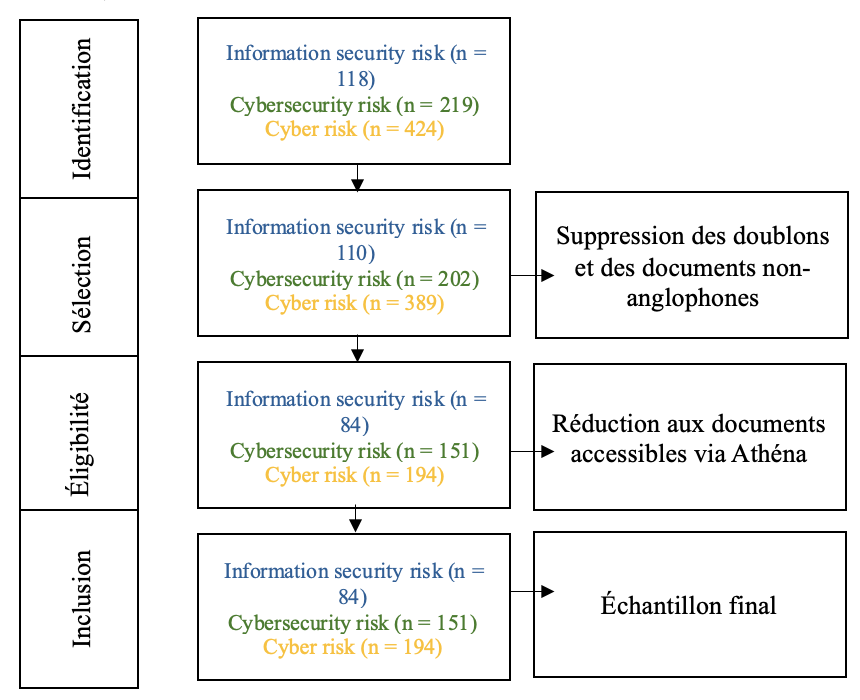 Identification
Information security risk (n =
118)
Cybersecurity risk (n = 219)
Cyber risk (n = 424)
Sélection
Information security risk (n =
110)
Cybersecurity risk (n = 202)
Cyber risk (n = 389)
Suppression des doublons
et des documents non-
anglophones
Éligibilité
Information security risk (n =
84)
Cybersecurity risk (n = 151)
Cyber risk (n = 194)
Réduction aux documents
accessibles via Athéna
Inclusion
Information security risk (n =
84)
Cybersecurity risk (n = 151)
Cyber risk (n = 194)
Échantillon final